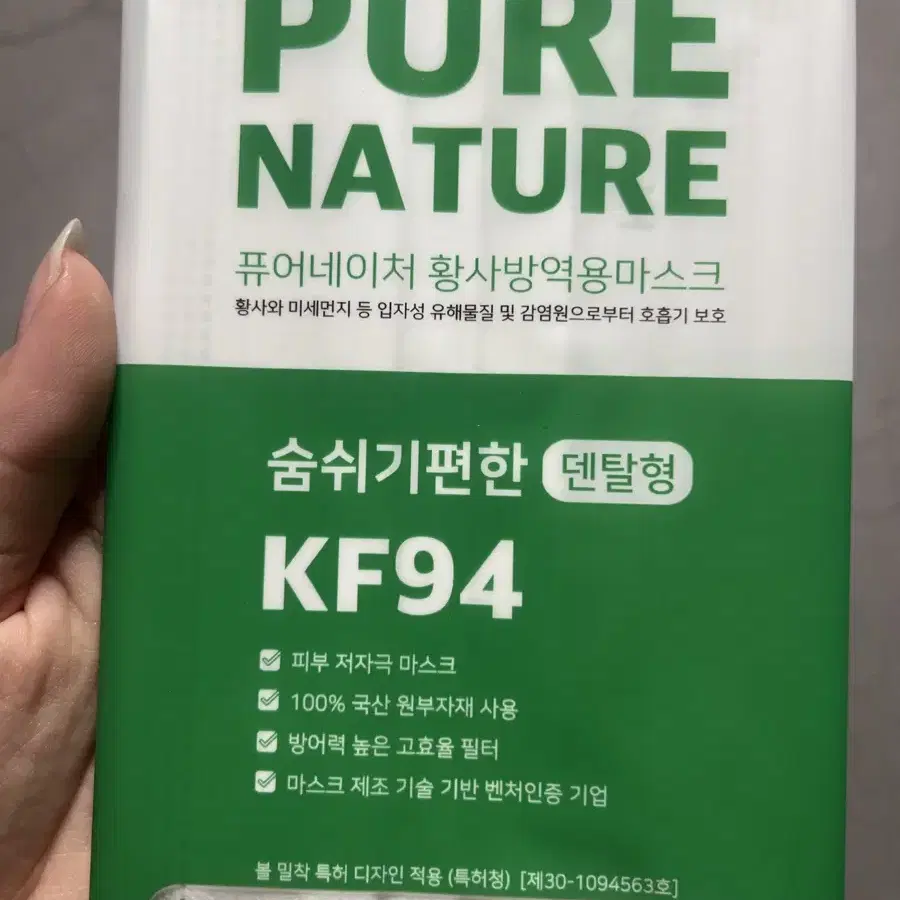 PURE
NATURE
퓨어네이처 황사방역용마스크
황사와 미세먼지 등 입자성 유해물질 및 감염원으로부터 호흡기 보호
숨쉬기편한 덴탈형
KF94
피부 저자극 마스크
100% 국산 원부자재 사용
방어력 높은 고효율 필터
마스크 제조 기술 기반 벤처인증 기업
볼 밀착 특허 디자인 적용 (특허청) [제30-1094563호]